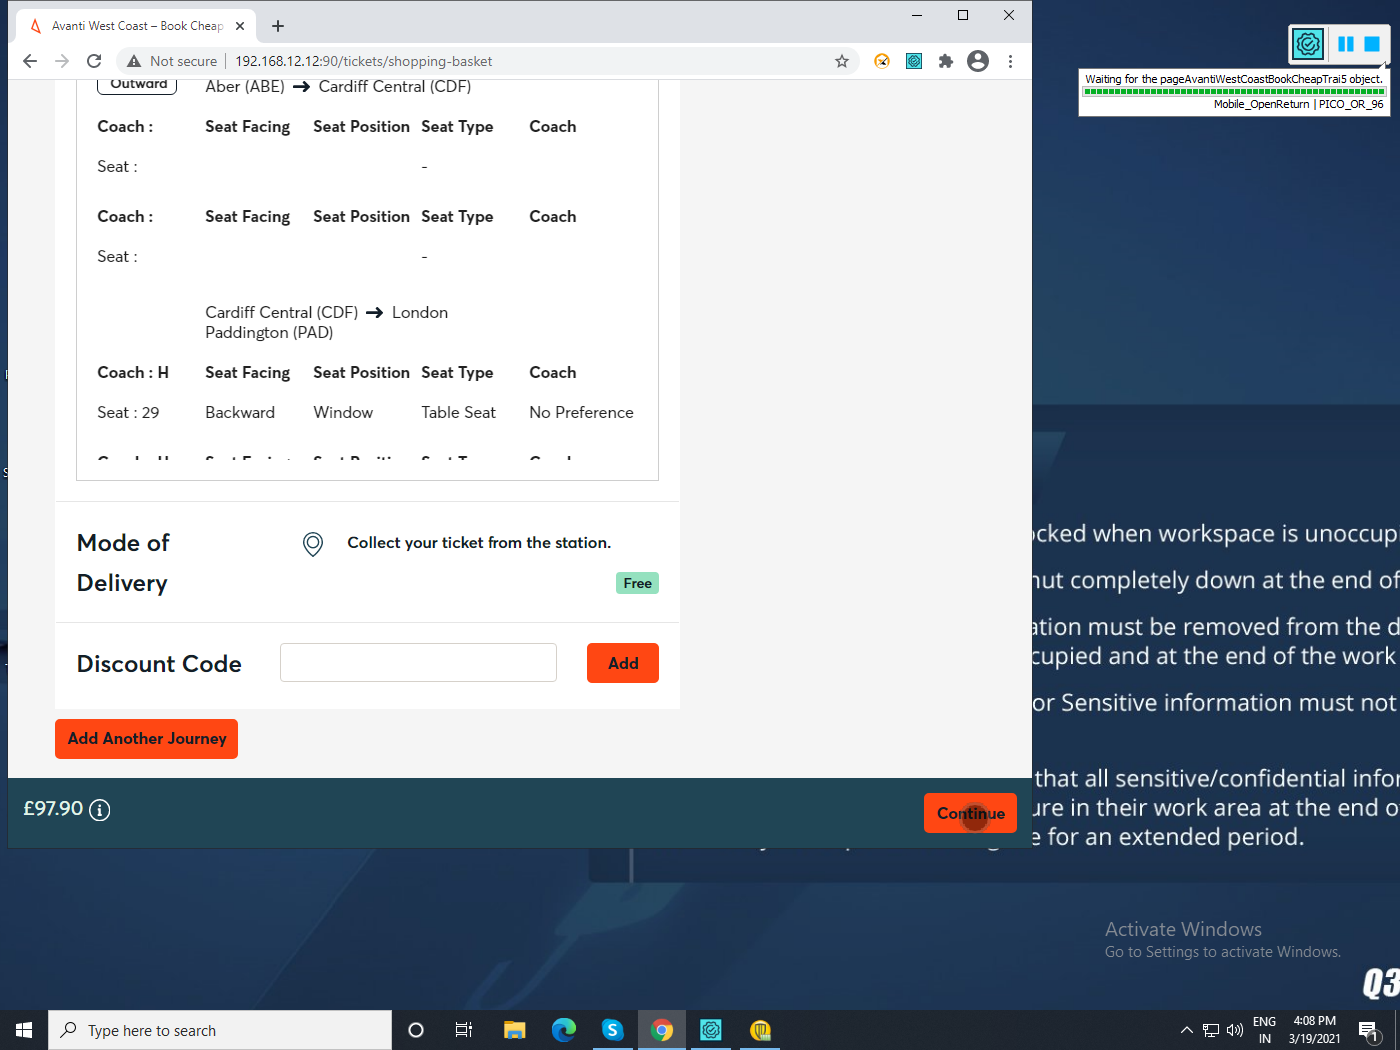 Avanti West Coast – Book Cheap
Not secure
192.168.12.12:90/tickets/shopping-basket
Waiting for the pageAvantiWestCoastBookCheapTrai5 object.
Mobile_OpenReturn | PICO_OR_96
Outward
Aber (ABE) → Cardiff Central (CDF)
Coach : Seat Facing Seat Position Seat Type Coach
Seat : -
Coach : Seat Facing Seat Position Seat Type Coach
Seat : -
Cardiff Central (CDF) → London
Paddington (PAD)
Coach : H Seat Facing Seat Position Seat Type Coach
Seat : 29 Backward Window Table Seat No Preference
Mode of
Delivery
Collect your ticket from the station.
Free
Discount Code
Add
Add Another Journey
£97.90
Continue
ocked when workspace is unoccup
hut completely down at the end of
ation must be removed from the d
cupied and at the end of the work
or Sensitive information must not
that all sensitive/confidential infor
ure in their work area at the end o
e for an extended period.
Activate Windows
Go to Settings to activate Windows.
Q3
Type here to search
ENG
IN
4:08 PM
3/19/2021
1